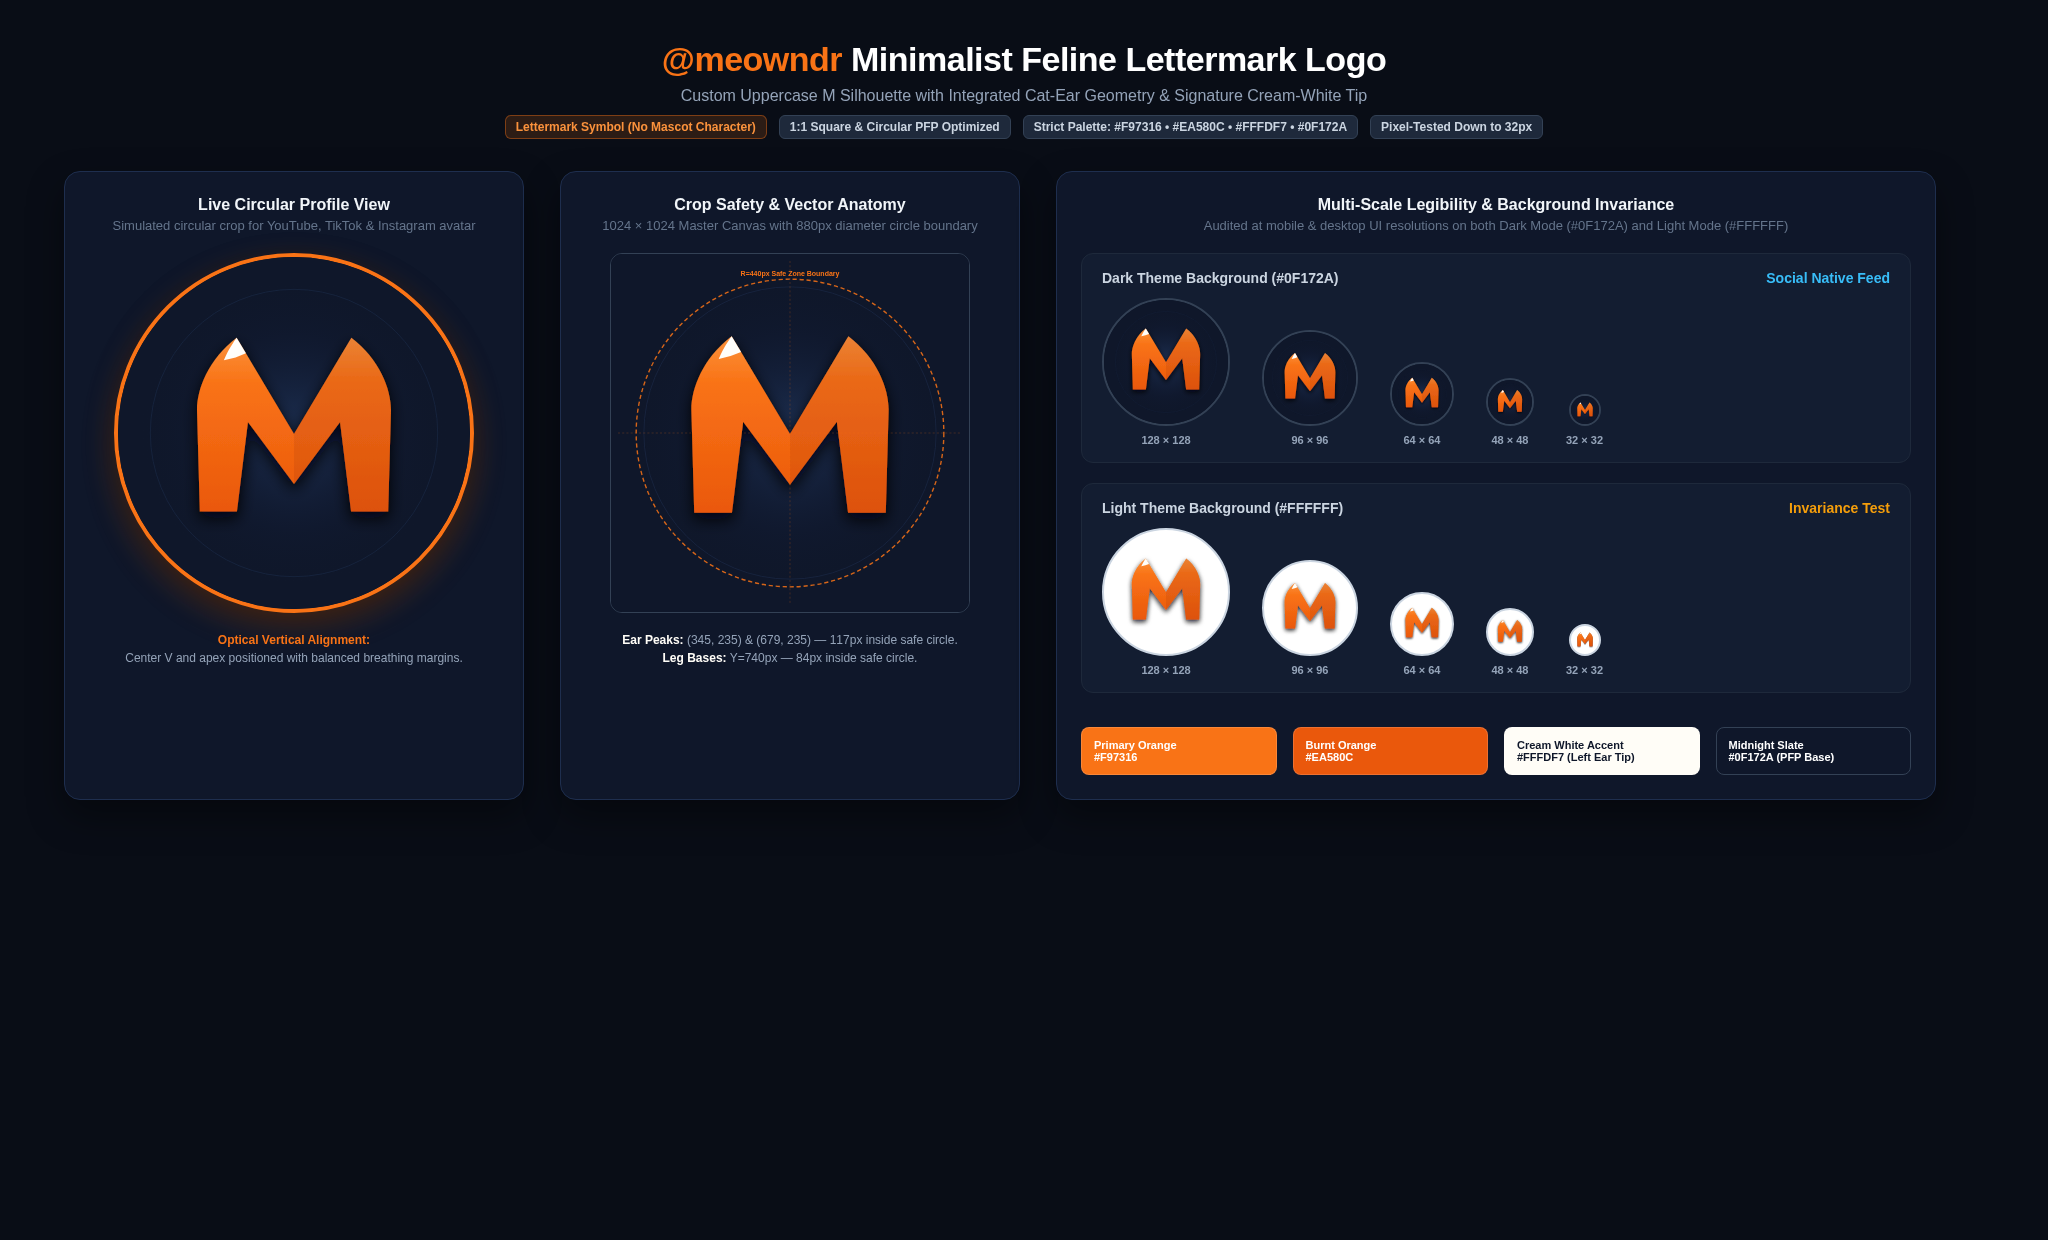 @meowndr Minimalist Feline Lettermark Logo
Custom Uppercase M Silhouette with Integrated Cat-Ear Geometry & Signature Cream-White Tip
Lettermark Symbol (No Mascot Character)
1:1 Square & Circular PFP Optimized
Strict Palette: #F97316 • #EA580C • #FFFDF7 • #0F172A
Pixel-Tested Down to 32px
Live Circular Profile View
Simulated circular crop for YouTube, TikTok & Instagram avatar
Optical Vertical Alignment:
Center V and apex positioned with balanced breathing margins.
Crop Safety & Vector Anatomy
1024 × 1024 Master Canvas with 880px diameter circle boundary
R=440px Safe Zone Boundary
Ear Peaks: (345, 235) & (679, 235) — 117px inside safe circle.
Leg Bases: Y=740px — 84px inside safe circle.
Multi-Scale Legibility & Background Invariance
Audited at mobile & desktop UI resolutions on both Dark Mode (#0F172A) and Light Mode (#FFFFFF)
Dark Theme Background (#0F172A)
Social Native Feed
128 × 128
96 × 96
64 × 64
48 × 48
32 × 32
Light Theme Background (#FFFFFF)
Invariance Test
128 × 128
96 × 96
64 × 64
48 × 48
32 × 32
Primary Orange
#F97316
Burnt Orange
#EA580C
Cream White Accent
#FFFDF7 (Left Ear Tip)
Midnight Slate
#0F172A (PFP Base)